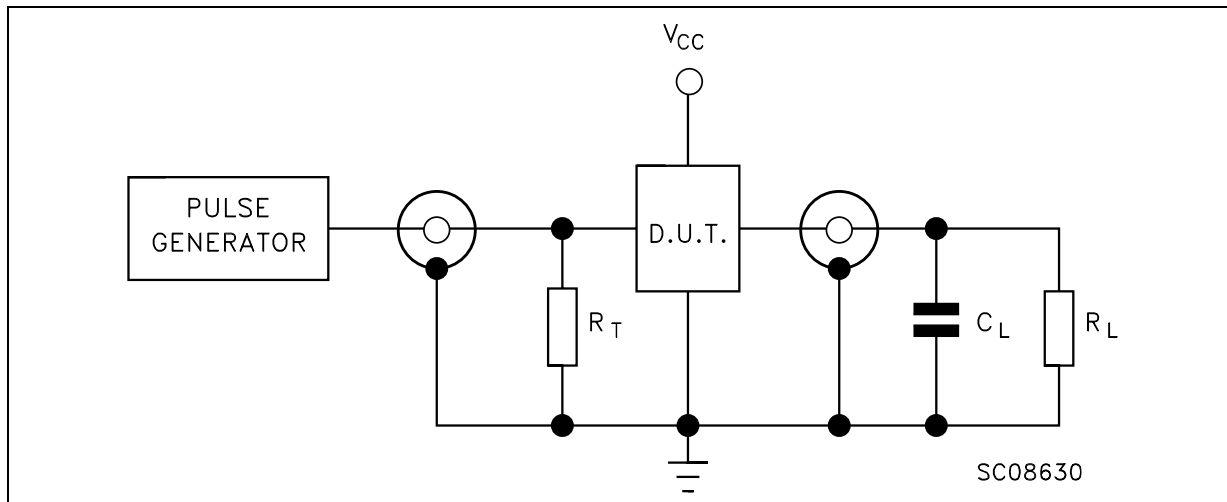 VCC
PULSE
GENERATOR
D.U.T.
RT
CL
RL
SC08630